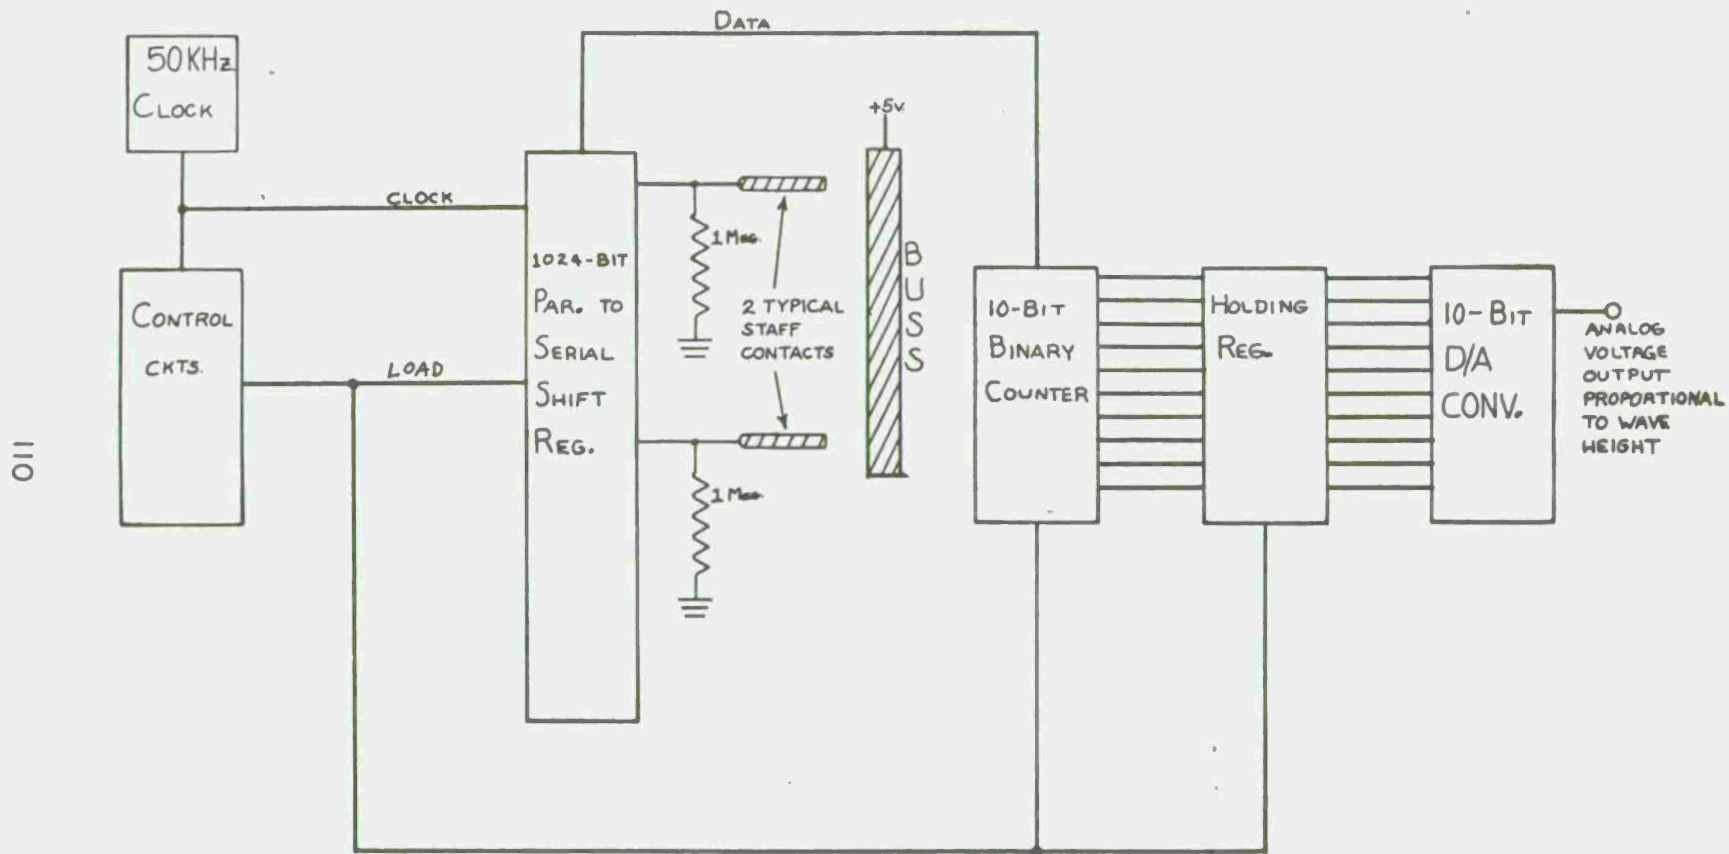 DATA
50KHz
CLOCK
+5v.
CLOCK
1 MEG.
1024-BIT
PAR. TO
SERIAL
SHIFT
REG.
2 TYPICAL
STAFF
CONTACTS
BUSS
CONTROL
CKTS.
LOAD
1 MEG.
10-BIT
BINARY
COUNTER
HOLDING
REG.
10-BIT
D/A
CONV.
ANALOG
VOLTAGE
OUTPUT
PROPORTIONAL
TO WAVE
HEIGHT
110